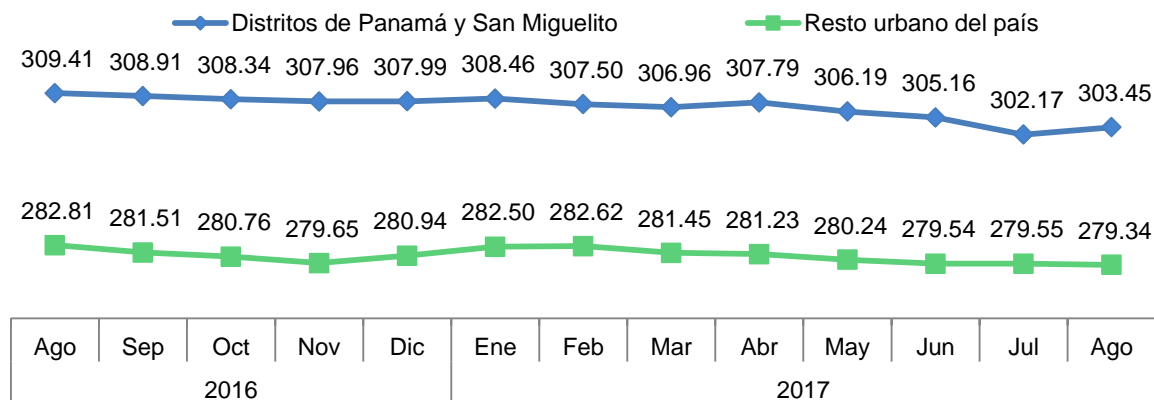 Distritos de Panamá y San Miguelito Resto urbano del país
309.41 308.91 308.34 307.96 307.99 308.46 307.50 306.96 307.79 306.19 305.16 302.17 303.45
282.81 281.51 280.76 279.65 280.94 282.50 282.62 281.45 281.23 280.24 279.54 279.55 279.34
Ago Sep Oct Nov Dic Ene Feb Mar Abr May Jun Jul Ago
2016 2017